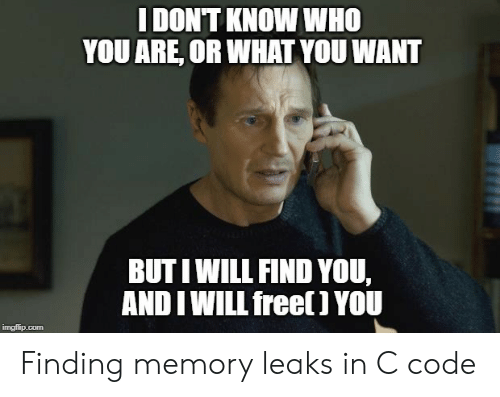 I DON'T KNOW WHO
YOU ARE, OR WHAT YOU WANT
BUT I WILL FIND YOU,
AND I WILL free() YOU
imgflip.com
Finding memory leaks in C code